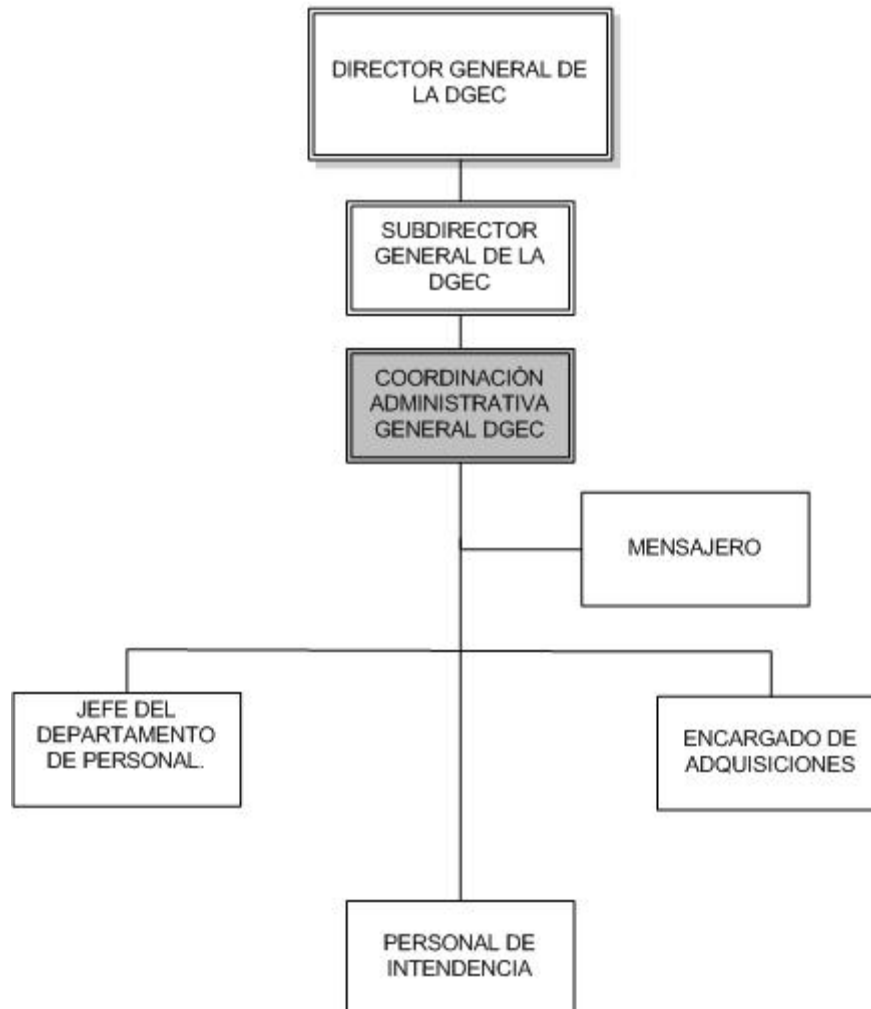 DIRECTOR GENERAL DE
LA DGEC
SUBDIRECTOR
GENERAL DE LA
DGEC
COORDINACIÓN
ADMINISTRATIVA
GENERAL DGEC
MENSAJERO
JEFE DEL
DEPARTAMENTO
DE PERSONAL.
ENCARGADO DE
ADQUISICIONES
PERSONAL DE
INTENDENCIA